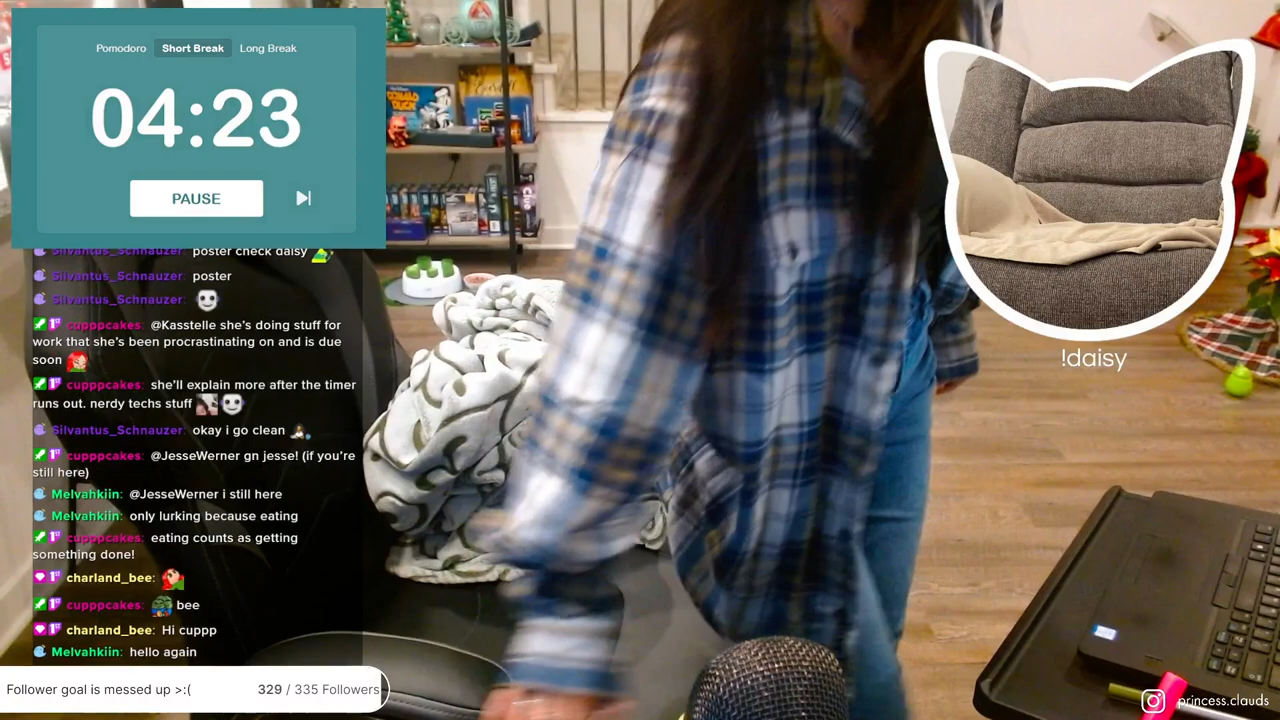 Pomodoro Short Break Long Break
04:23
PAUSE
Silvantus_Schnauzer: poster check daisy
Silvantus_Schnauzer: poster
Silvantus_Schnauzer:
cupppcakes: @Kasstelle she's doing stuff for
work that she's been procrastinating on and is due
soon
cupppcakes: she'll explain more after the timer
runs out. nerdy techs stuff
Silvantus_Schnauzer: okay i go clean
cupppcakes: @JesseWerner gn jesse! (if you're
still here)
Melvahkiin: @JesseWerner i still here
Melvahkiin: only lurking because eating
cupppcakes: eating counts as getting
something done!
charland_bee:
cupppcakes: bee
charland_bee: Hi cuppp
Melvahkiin: hello again
Follower goal is messed up >:( 329 / 335 Followers
DONALD
DUCK
Clue
!daisy
princess.clouds